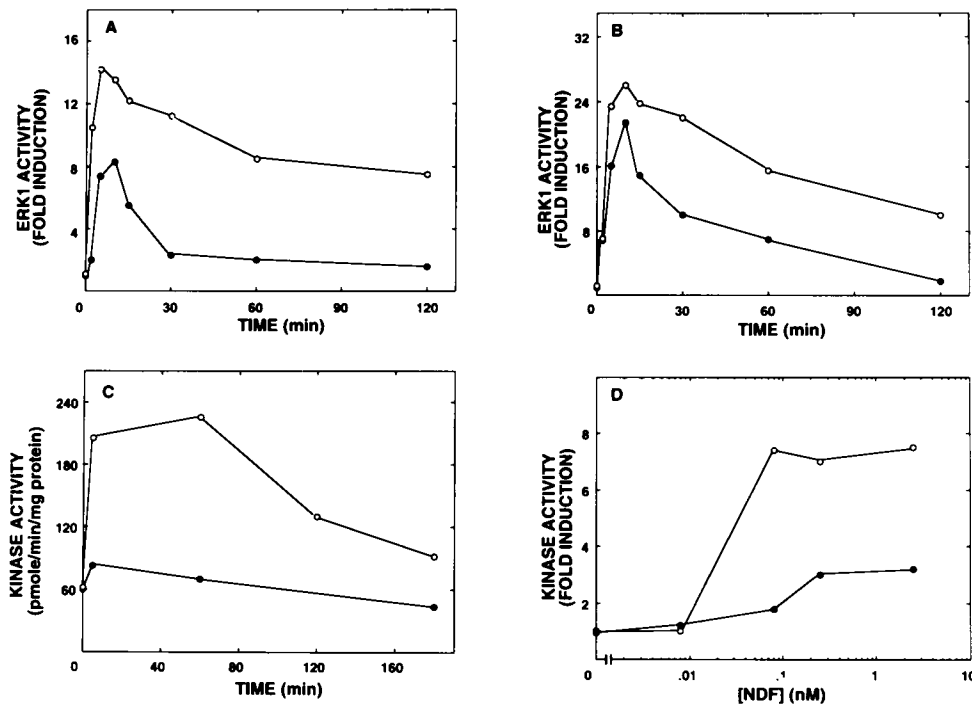 A
16
12
8
4
ERK1 ACTIVITY
(FOLD INDUCTION)
0 30 60 90 120
TIME (min)
B
32
24
16
8
ERK1 ACTIVITY
(FOLD INDUCTION)
0 30 60 90 120
TIME (min)
C
240
180
120
60
KINASE ACTIVITY
(pmole/min/mg protein)
0 40 80 120 160
TIME (min)
D
8
6
4
2
KINASE ACTIVITY
(FOLD INDUCTION)
0 .01 .1 1 10
[NDF] (nM)